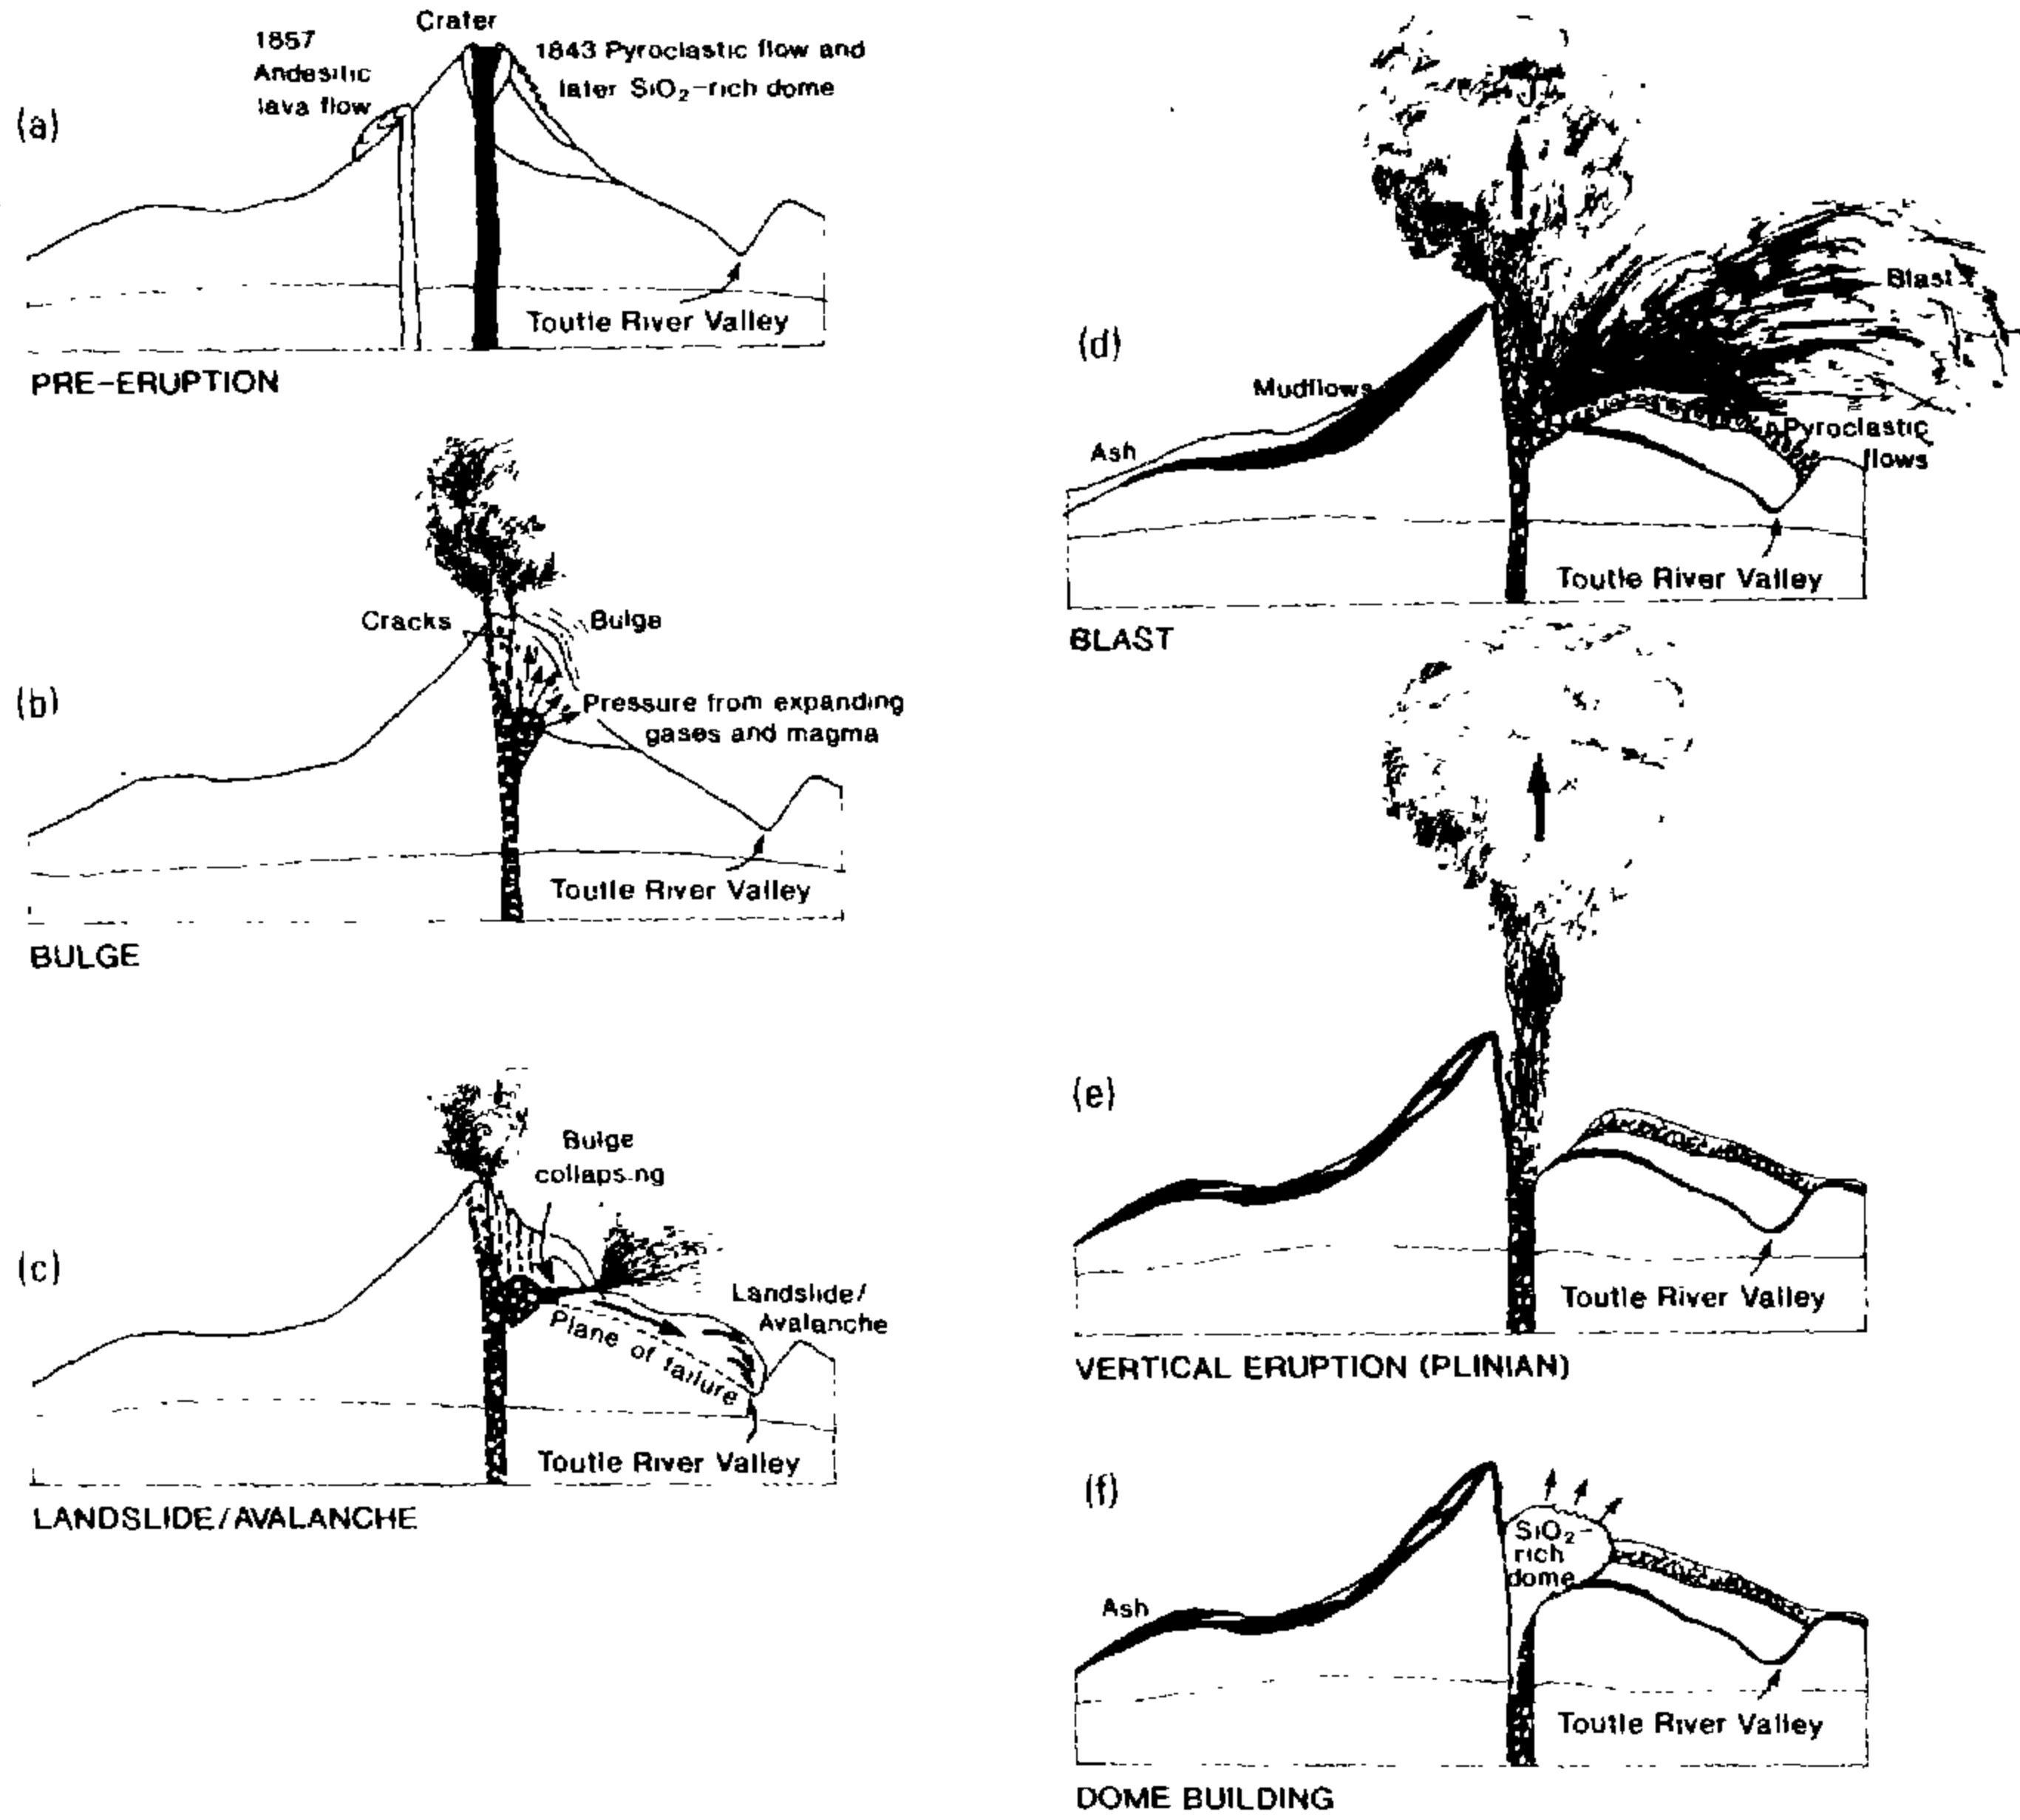 Crater
1857
Andesitic
lava flow
1843 Pyroclastic flow and
later SiO₂-rich dome
(a)
Toutle River Valley
PRE-ERUPTION
Cracks
Bulge
(b)
Pressure from expanding
gases and magma
Toutle River Valley
BULGE
Bulge
collaps.ng
(c)
Landslide/
Avalanche
Plane of failure
Toutle River Valley
LANDSLIDE/AVALANCHE
Blast
(d)
Mudflows
Ash
Pyroclastic
flows
Toutle River Valley
BLAST
(e)
Toutle River Valley
VERTICAL ERUPTION (PLINIAN)
(f)
SiO₂-
rich
dome
Ash
Toutle River Valley
DOME BUILDING